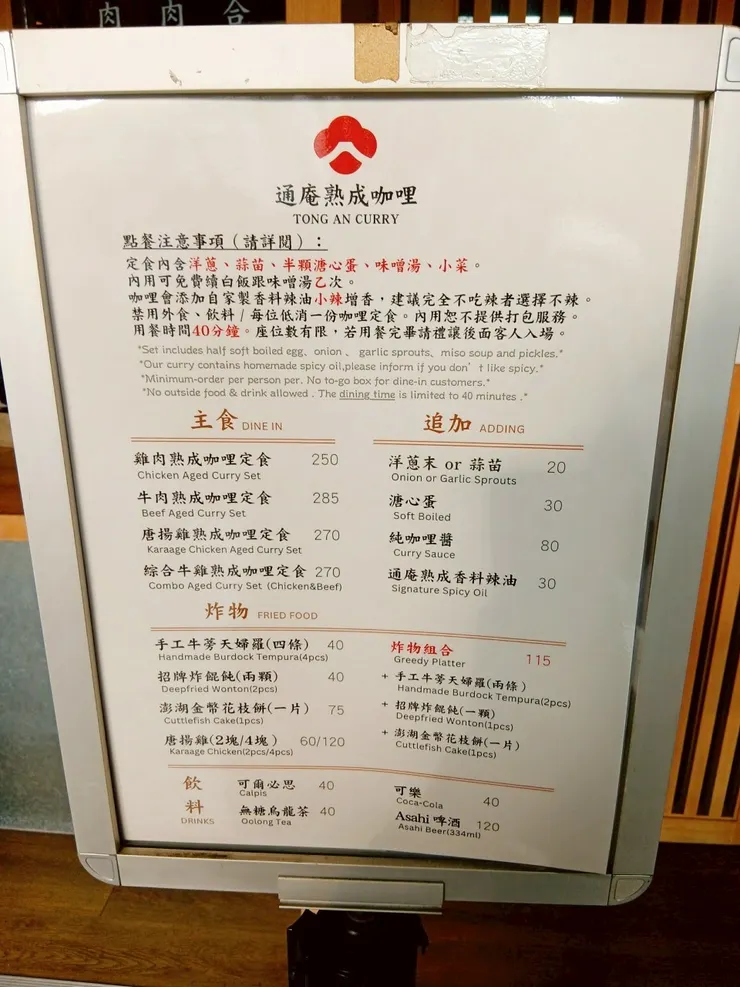 肉 肉 合
通庵熟成咖哩
TONG AN CURRY
點餐注意事項（請詳閱）：
定食內含洋蔥、蒜苗、半顆溏心蛋、味噌湯、小菜。
內用可免費續白飯跟味噌湯乙次。
咖哩會添加自家製香料辣油小辣增香，建議完全不吃辣者選擇不辣。
禁用外食、飲料 / 每位低消一份咖哩定食。內用恕不提供打包服務。
用餐時間40分鐘。座位數有限，若用餐完畢請禮讓後面客人入場。
*Set includes half soft boiled egg、onion 、 garlic sprouts、miso soup and pickles.*
*Our curry contains homemade spicy oil,please inform if you don't like spicy.*
*Minimum-order per person per. No to-go box for dine-in customers.*
*No outside food & drink allowed . The dining time is limited to 40 minutes .*
主食 DINE IN
雞肉熟成咖哩定食 250
Chicken Aged Curry Set
牛肉熟成咖哩定食 285
Beef Aged Curry Set
唐揚雞熟成咖哩定食 270
Karaage Chicken Aged Curry Set
綜合牛雞熟成咖哩定食 270
Combo Aged Curry Set (Chicken&Beef)
追加 ADDING
洋蔥末 or 蒜苗 20
Onion or Garlic Sprouts
溏心蛋 30
Soft Boiled
純咖哩醬 80
Curry Sauce
通庵熟成香料辣油 30
Signature Spicy Oil
炸物 FRIED FOOD
手工牛蒡天婦羅(四條) 40
Handmade Burdock Tempura(4pcs)
招牌炸餛飩(兩顆) 40
Deepfried Wonton(2pcs)
澎湖金幣花枝餅(一片) 75
Cuttlefish Cake(1pcs)
唐揚雞(2塊/4塊) 60/120
Karaage Chicken(2pcs/4pcs)
炸物組合 115
Greedy Platter
+ 手工牛蒡天婦羅(兩條)
Handmade Burdock Tempura(2pcs)
+ 招牌炸餛飩(一顆)
Deepfried Wonton(1pcs)
+ 澎湖金幣花枝餅(一片)
Cuttlefish Cake(1pcs)
飲料
DRINKS
可爾必思 40
Calpis
無糖烏龍茶 40
Oolong Tea
可樂 40
Coca-Cola
Asahi 啤酒 120
Asahi Beer(334ml)